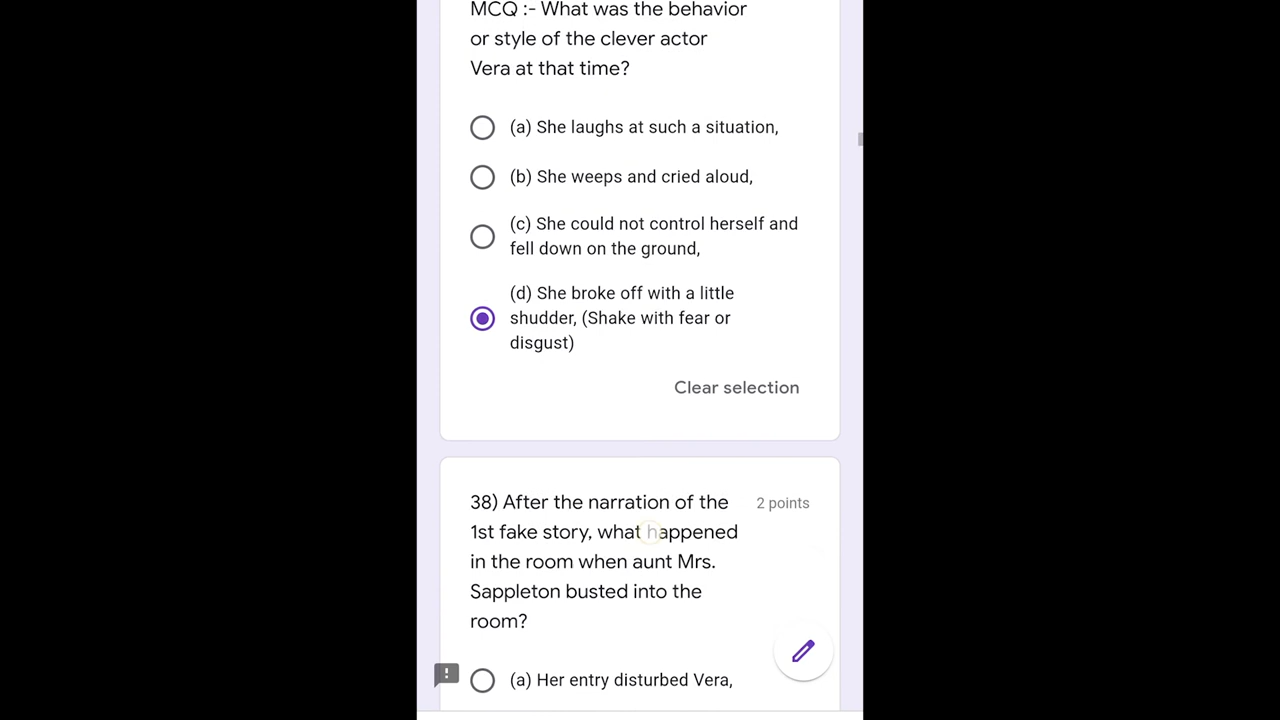 MCQ :- What was the behavior
or style of the clever actor
Vera at that time?
(a) She laughs at such a situation,
(b) She weeps and cried aloud,
(c) She could not control herself and
fell down on the ground,
(d) She broke off with a little
shudder, (Shake with fear or
disgust)
Clear selection
38) After the narration of the
2 points
1st fake story, what happened
in the room when aunt Mrs.
Sappleton busted into the
room?
(a) Her entry disturbed Vera,